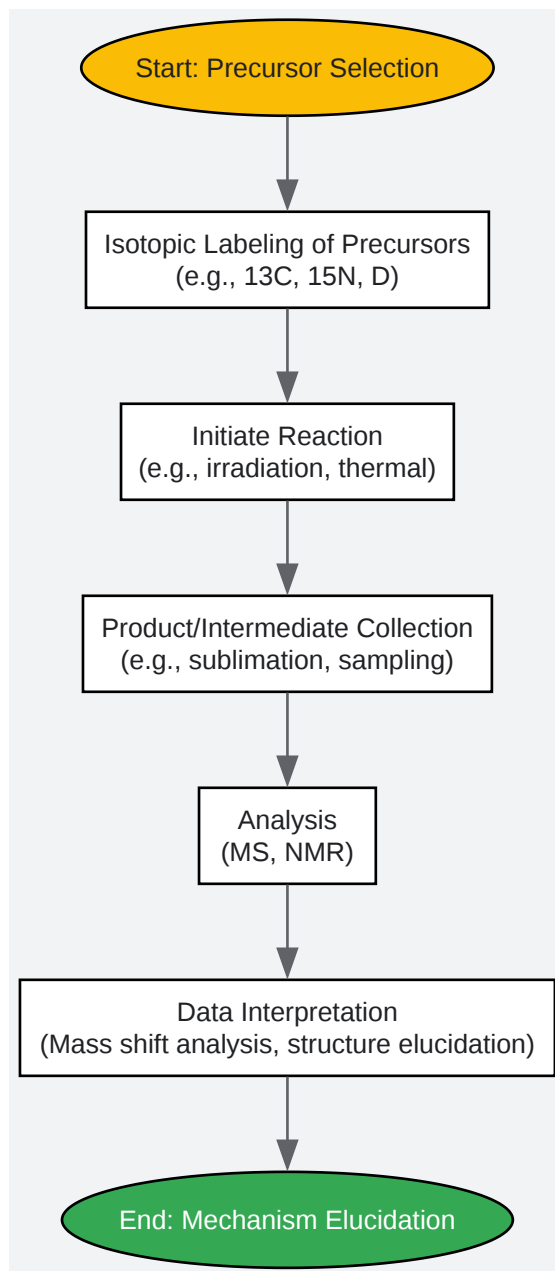 Start: Precursor Selection
Isotopic Labeling of Precursors
(e.g., 13C, 15N, D)
Initiate Reaction
(e.g., irradiation, thermal)
Product/Intermediate Collection
(e.g., sublimation, sampling)
Analysis
(MS, NMR)
Data Interpretation
(Mass shift analysis, structure elucidation)
End: Mechanism Elucidation